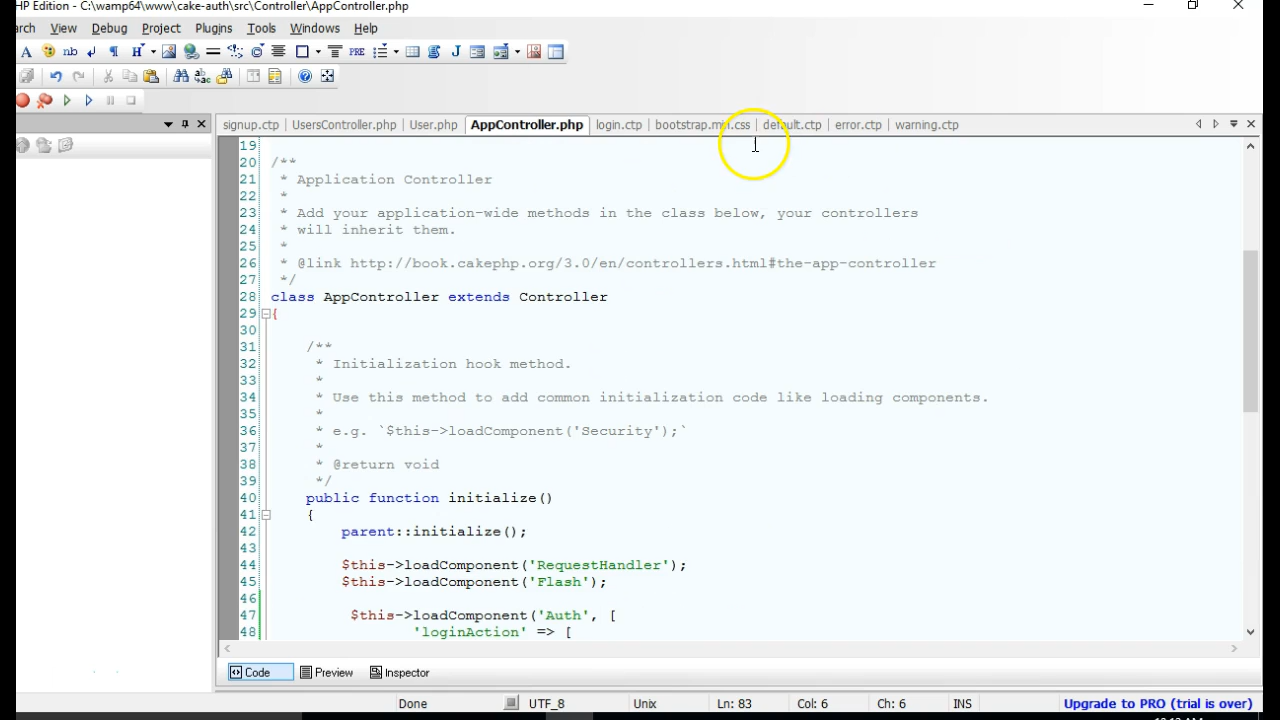 HP Edition - C:\wamp64\www\cake-auth\src\Controller\AppController.php
arch View Debug Project Plugins Tools Windows Help
signup.ctp UsersController.php User.php AppController.php login.ctp bootstrap.min.css default.ctp error.ctp warning.ctp
19
20 /**
21 * Application Controller
22 *
23 * Add your application-wide methods in the class below, your controllers
24 * will inherit them.
25 *
26 * @link http://book.cakephp.org/3.0/en/controllers.html#the-app-controller
27 */
28 class AppController extends Controller
29 {
30
31 /**
32 * Initialization hook method.
33 *
34 * Use this method to add common initialization code like loading components.
35 *
36 * e.g. `$this->loadComponent('Security');`
37 *
38 * @return void
39 */
40 public function initialize()
41 {
42 parent::initialize();
43
44 $this->loadComponent('RequestHandler');
45 $this->loadComponent('Flash');
46
47 $this->loadComponent('Auth', [
48 'loginAction' => [
Code Preview Inspector
Done UTF_8 Unix Ln: 83 Col: 6 Ch: 6 INS Upgrade to PRO (trial is over)